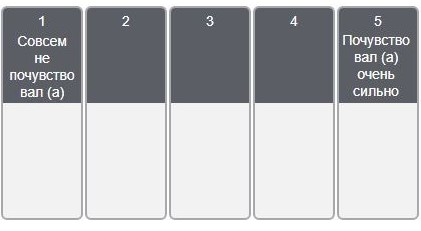 1
Совсем
не
почувство
вал (а)
2
3
4
5
Почувство
вал (а)
очень
сильно